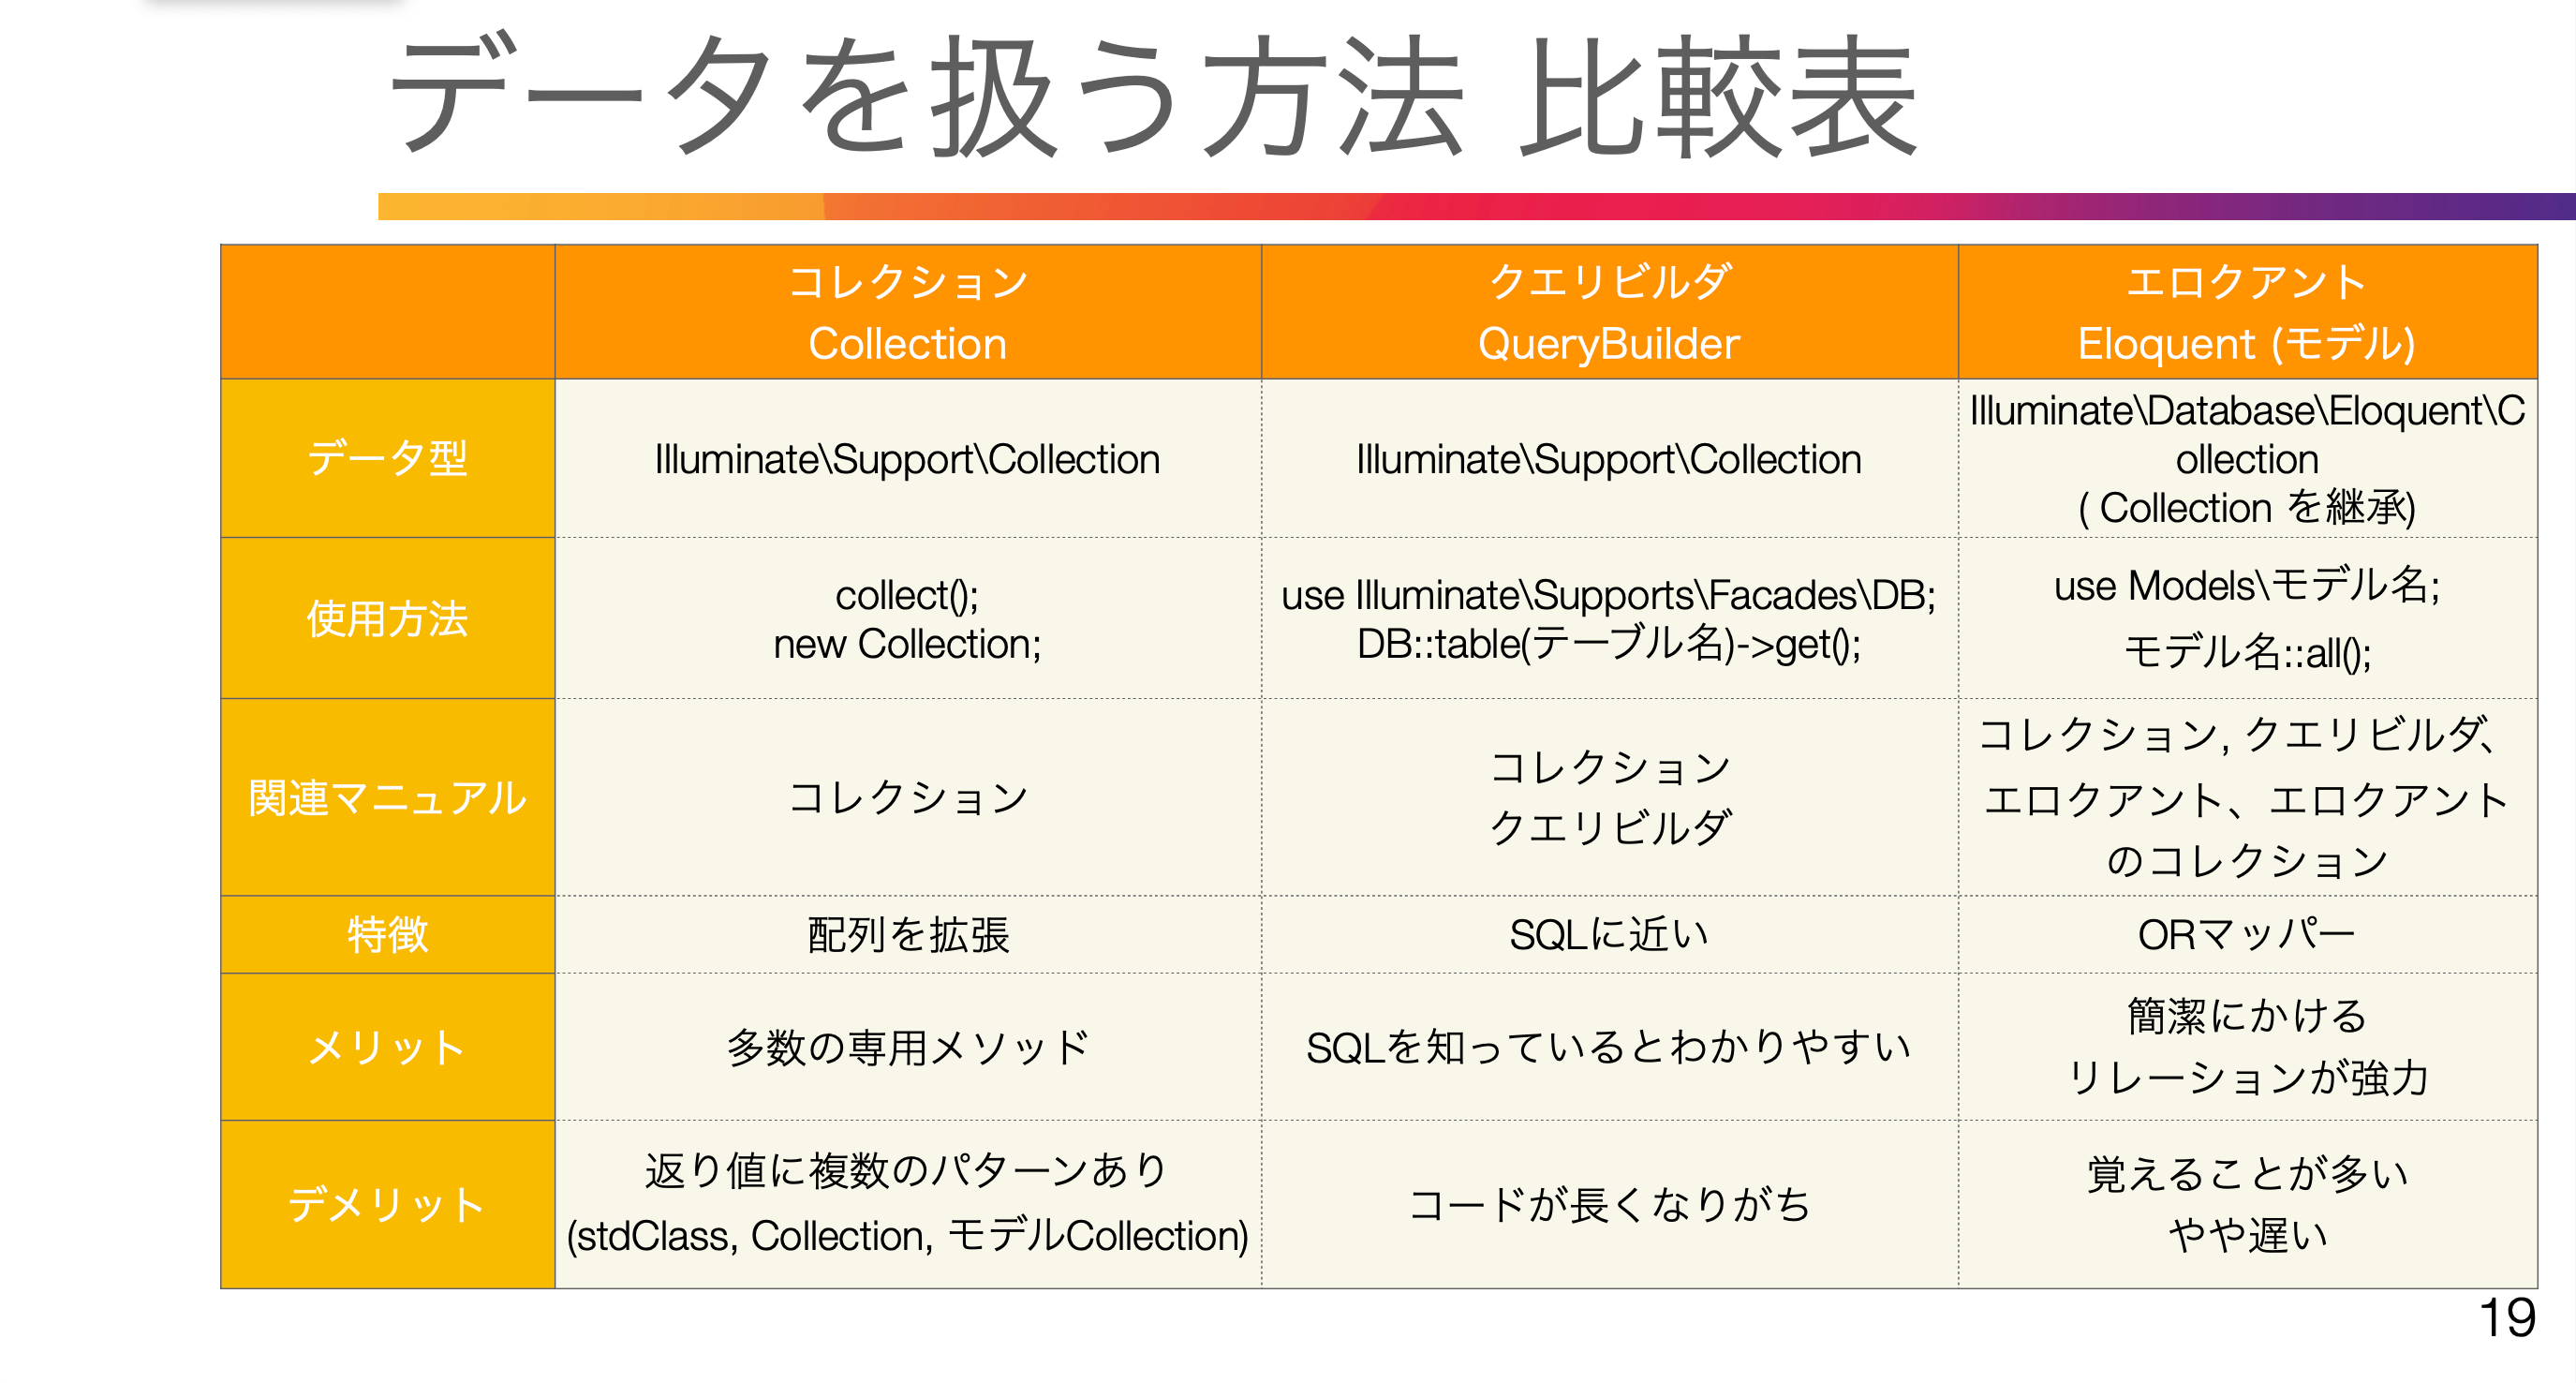 データを扱う方法 比較表
コレクション
Collection
クエリビルダ
QueryBuilder
エロクアント
Eloquent (モデル)
データ型
Illuminate\Support\Collection
Illuminate\Support\Collection
Illuminate\Database\Eloquent\C
ollection
( Collection を継承)
使用方法
collect();
new Collection;
use Illuminate\Supports\Facades\DB;
DB::table(テーブル名)->get();
use Models\モデル名;
モデル名::all();
関連マニュアル
コレクション
コレクション
クエリビルダ
コレクション, クエリビルダ、
エロクアント、エロクアント
のコレクション
特徴
配列を拡張
SQLに近い
ORマッパー
メリット
多数の専用メソッド
SQLを知っているとわかりやすい
簡潔にかける
リレーションが強力
デメリット
返り値に複数のパターンあり
(stdClass, Collection, モデルCollection)
コードが長くなりがち
覚えることが多い
やや遅い
19